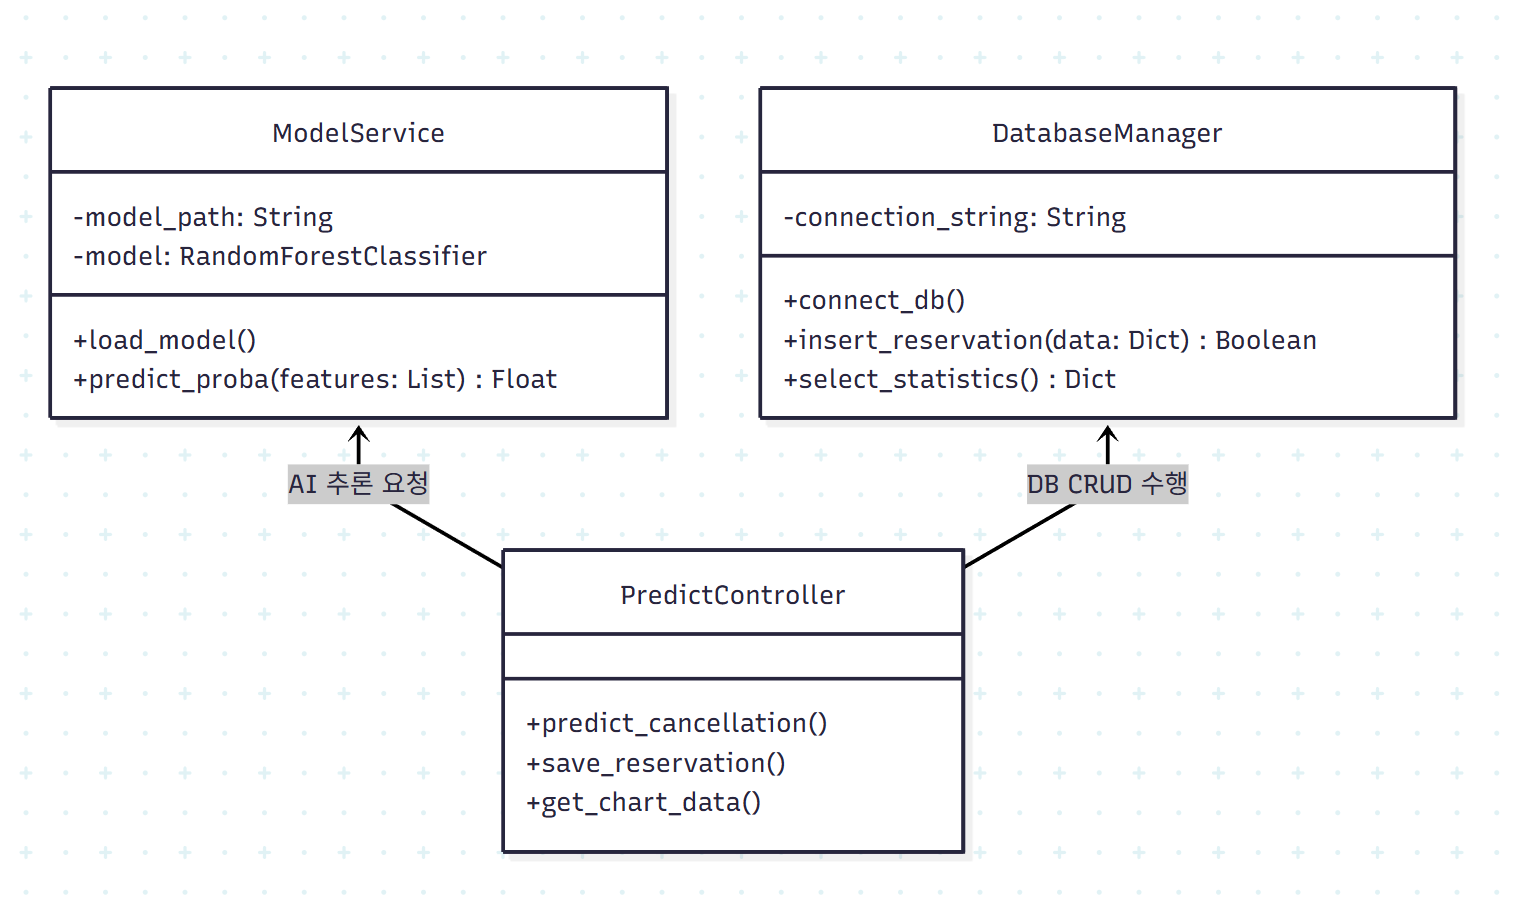 ModelService
-model_path: String
-model: RandomForestClassifier
+load_model()
+predict_proba(features: List) : Float
DatabaseManager
-connection_string: String
+connect_db()
+insert_reservation(data: Dict) : Boolean
+select_statistics() : Dict
AI 추론 요청
DB CRUD 수행
PredictController
+predict_cancellation()
+save_reservation()
+get_chart_data()